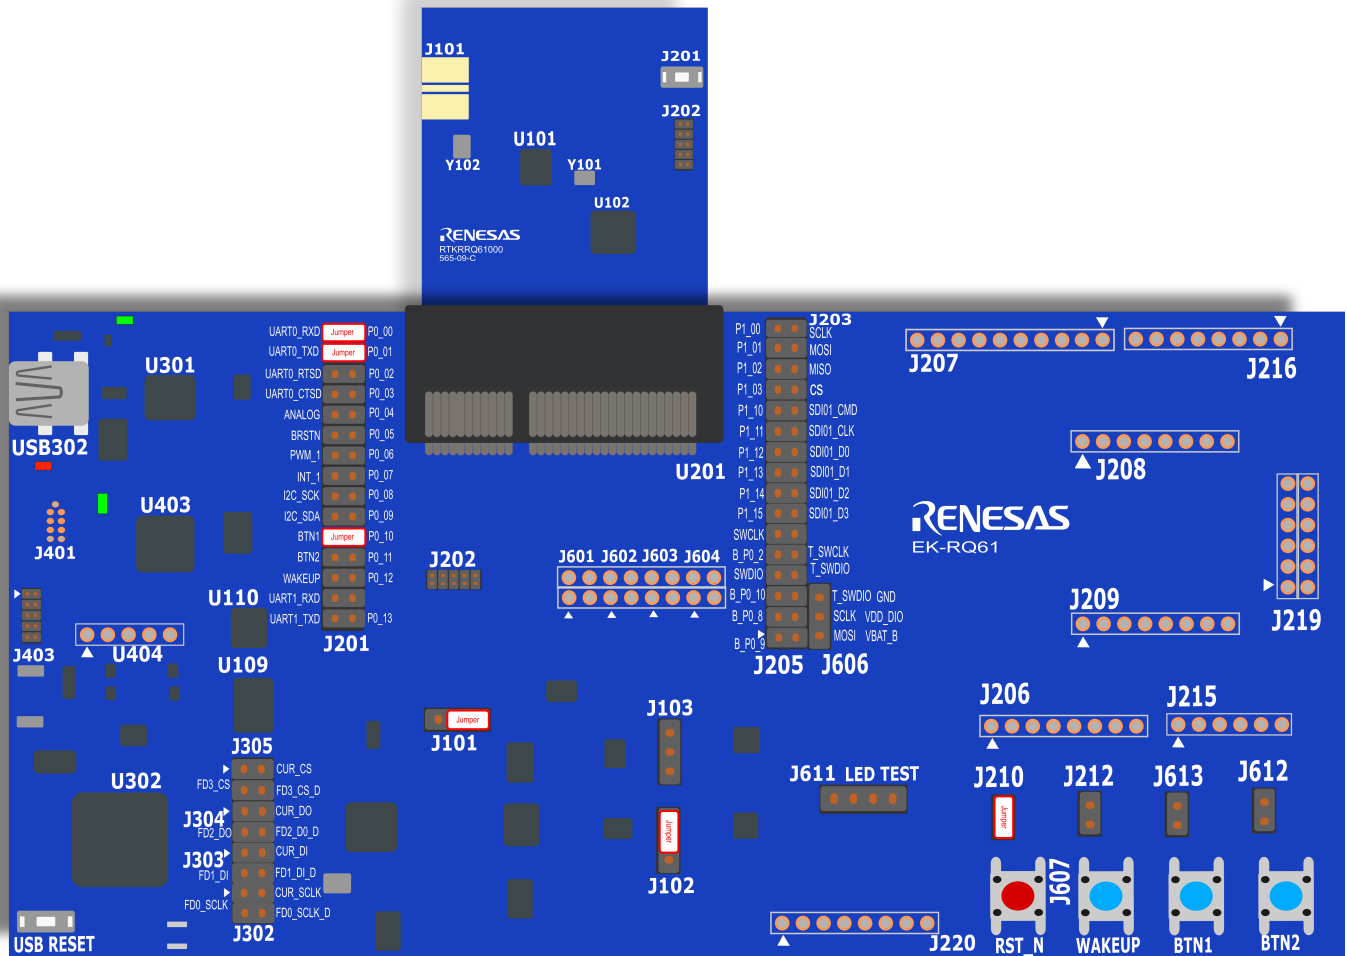 J101
J201
J202
U101
Y102
Y101
U102
RENESAS
RTKRRQ61000
565-09-C
UART0_RXD Jumper P0_00
UART0_TXD Jumper P0_01
UART0_RTSD P0_02
UART0_CTSD P0_03
ANALOG P0_04
BRSTN P0_05
PWM_1 P0_06
INT_1 P0_07
I2C_SCK P0_08
I2C_SDA P0_09
BTN1 Jumper P0_10
BTN2 P0_11
WAKEUP P0_12
UART1_RXD
UART1_TXD P0_13
J201
U301
USB302
U403
J401
U110
J403
U404
U109
U201
J203
P1_00 SCLK
P1_01 MOSI
P1_02 MISO
P1_03 CS
P1_10 SDI01_CMD
P1_11 SDI01_CLK
P1_12 SDI01_D0
P1_13 SDI01_D1
P1_14 SDI01_D2
P1_15 SDI01_D3
SWCLK
B_P0_2 T_SWCLK
SWDIO T_SWDIO
B_P0_10 T_SWDIO GND
B_P0_8 SCLK VDD_DIO
B_P0_9 MOSI VBAT_B
J205 J606
J207
J216
J208
RENESAS
EK-RQ61
J209
J219
J202
J601 J602 J603 J604
J206
J215
J101
Jumper
J103
J305
CUR_CS
FD3_CS FD3_CS_D
U302
J304
CUR_DO
FD2_DO FD2_D0_D
J303
CUR_DI
FD1_DI FD1_DI_D
CUR_SCLK
FD0_SCLK FD0_SCLK_D
J302
Jumper
J102
J611 LED TEST
J210
Jumper
J212
J613
J612
J607
USB RESET
J220
RST_N
WAKEUP
BTN1
BTN2